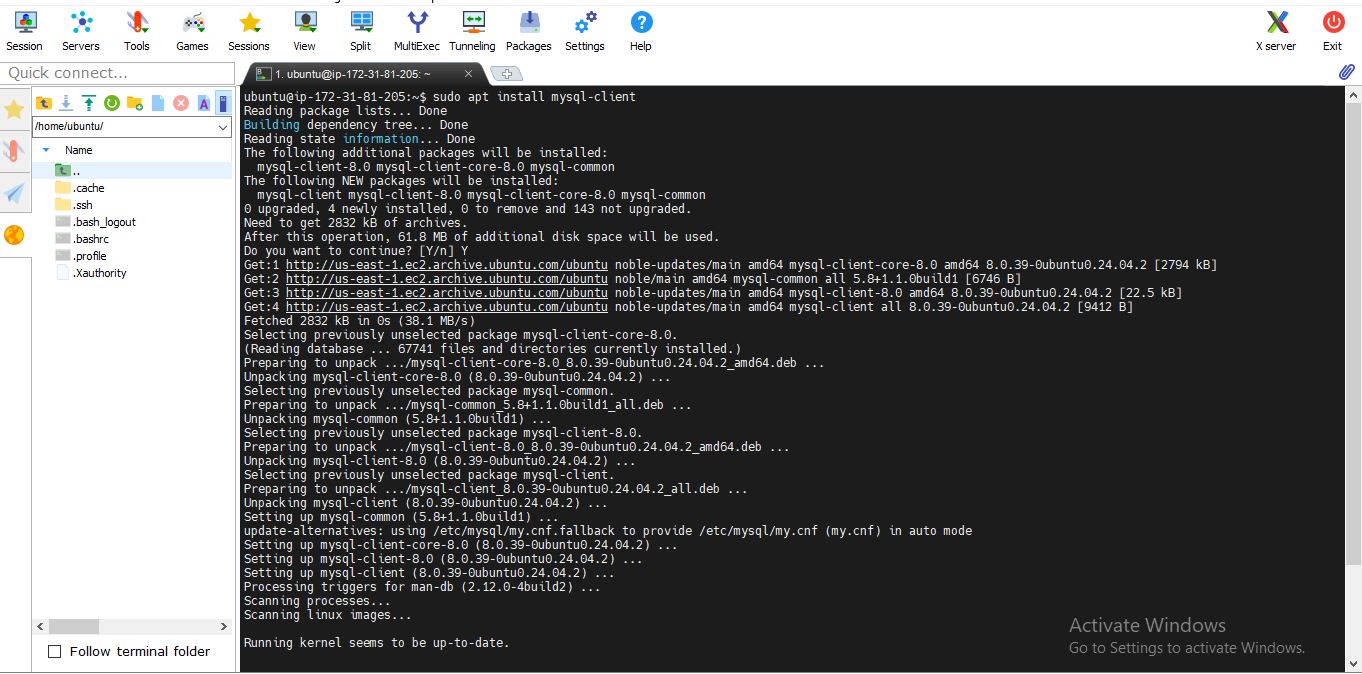 Session Servers Tools Games Sessions View Split MultiExec Tunneling Packages Settings Help X server Exit
Quick connect...
1. ubuntu@ip-172-31-81-205: ~
/home/ubuntu/
Name
..
.cache
.ssh
.bash_logout
.bashrc
.profile
.Xauthority
Follow terminal folder
ubuntu@ip-172-31-81-205:~$ sudo apt install mysql-client
Reading package lists... Done
Building dependency tree... Done
Reading state information... Done
The following additional packages will be installed:
  mysql-client-8.0 mysql-client-core-8.0 mysql-common
The following NEW packages will be installed:
  mysql-client mysql-client-8.0 mysql-client-core-8.0 mysql-common
0 upgraded, 4 newly installed, 0 to remove and 143 not upgraded.
Need to get 2832 kB of archives.
After this operation, 61.8 MB of additional disk space will be used.
Do you want to continue? [Y/n] Y
Get:1 http://us-east-1.ec2.archive.ubuntu.com/ubuntu noble-updates/main amd64 mysql-client-core-8.0 amd64 8.0.39-0ubuntu0.24.04.2 [2794 kB]
Get:2 http://us-east-1.ec2.archive.ubuntu.com/ubuntu noble/main amd64 mysql-common all 5.8+1.1.0build1 [6746 B]
Get:3 http://us-east-1.ec2.archive.ubuntu.com/ubuntu noble-updates/main amd64 mysql-client-8.0 amd64 8.0.39-0ubuntu0.24.04.2 [22.5 kB]
Get:4 http://us-east-1.ec2.archive.ubuntu.com/ubuntu noble-updates/main amd64 mysql-client all 8.0.39-0ubuntu0.24.04.2 [9412 B]
Fetched 2832 kB in 0s (38.1 MB/s)
Selecting previously unselected package mysql-client-core-8.0.
(Reading database ... 67741 files and directories currently installed.)
Preparing to unpack .../mysql-client-core-8.0_8.0.39-0ubuntu0.24.04.2_amd64.deb ...
Unpacking mysql-client-core-8.0 (8.0.39-0ubuntu0.24.04.2) ...
Selecting previously unselected package mysql-common.
Preparing to unpack .../mysql-common_5.8+1.1.0build1_all.deb ...
Unpacking mysql-common (5.8+1.1.0build1) ...
Selecting previously unselected package mysql-client-8.0.
Preparing to unpack .../mysql-client-8.0_8.0.39-0ubuntu0.24.04.2_amd64.deb ...
Unpacking mysql-client-8.0 (8.0.39-0ubuntu0.24.04.2) ...
Selecting previously unselected package mysql-client.
Preparing to unpack .../mysql-client_8.0.39-0ubuntu0.24.04.2_all.deb ...
Unpacking mysql-client (8.0.39-0ubuntu0.24.04.2) ...
Setting up mysql-common (5.8+1.1.0build1) ...
update-alternatives: using /etc/mysql/my.cnf.fallback to provide /etc/mysql/my.cnf (my.cnf) in auto mode
Setting up mysql-client-core-8.0 (8.0.39-0ubuntu0.24.04.2) ...
Setting up mysql-client-8.0 (8.0.39-0ubuntu0.24.04.2) ...
Setting up mysql-client (8.0.39-0ubuntu0.24.04.2) ...
Processing triggers for man-db (2.12.0-4build2) ...
Scanning processes...
Scanning linux images...
Running kernel seems to be up-to-date.
Activate Windows
Go to Settings to activate Windows.